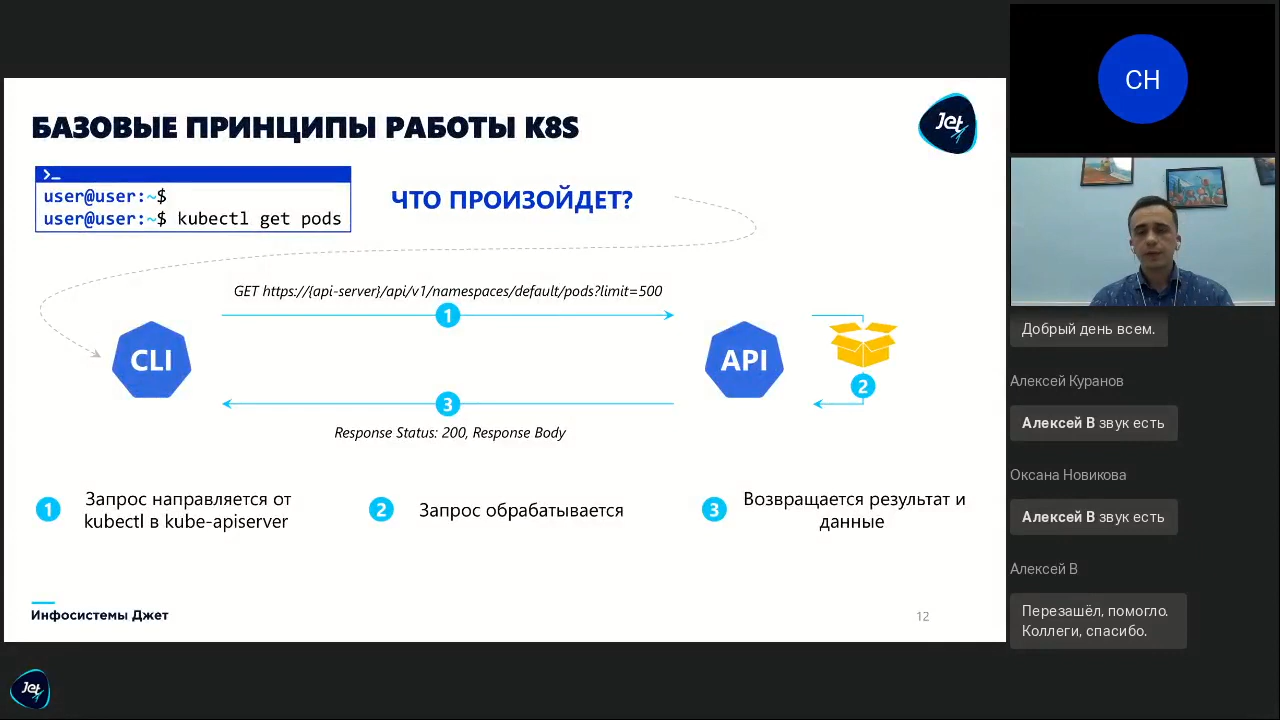 БАЗОВЫЕ ПРИНЦИПЫ РАБОТЫ K8S
Jet
>_
user@user:~$
user@user:~$ kubectl get pods
ЧТО ПРОИЗОЙДЕТ?
GET https://{api-server}/api/v1/namespaces/default/pods?limit=500
1
CLI
API
2
3
Response Status: 200, Response Body
1
Запрос направляется от
kubectl в kube-apiserver
2
Запрос обрабатывается
3
Возвращается результат и
данные
Инфосистемы Джет
12
Jet
СН
Добрый день всем.
Алексей Куранов
Алексей В звук есть
Оксана Новикова
Алексей В звук есть
Алексей В
Перезашёл, помогло.
Коллеги, спасибо.